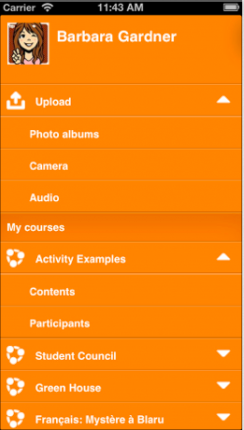 Carrier 11:43 AM
Barbara Gardner
Upload
Photo albums
Camera
Audio
My courses
Activity Examples
Contents
Participants
Student Council
Green House
Français: Mystère à Blaru